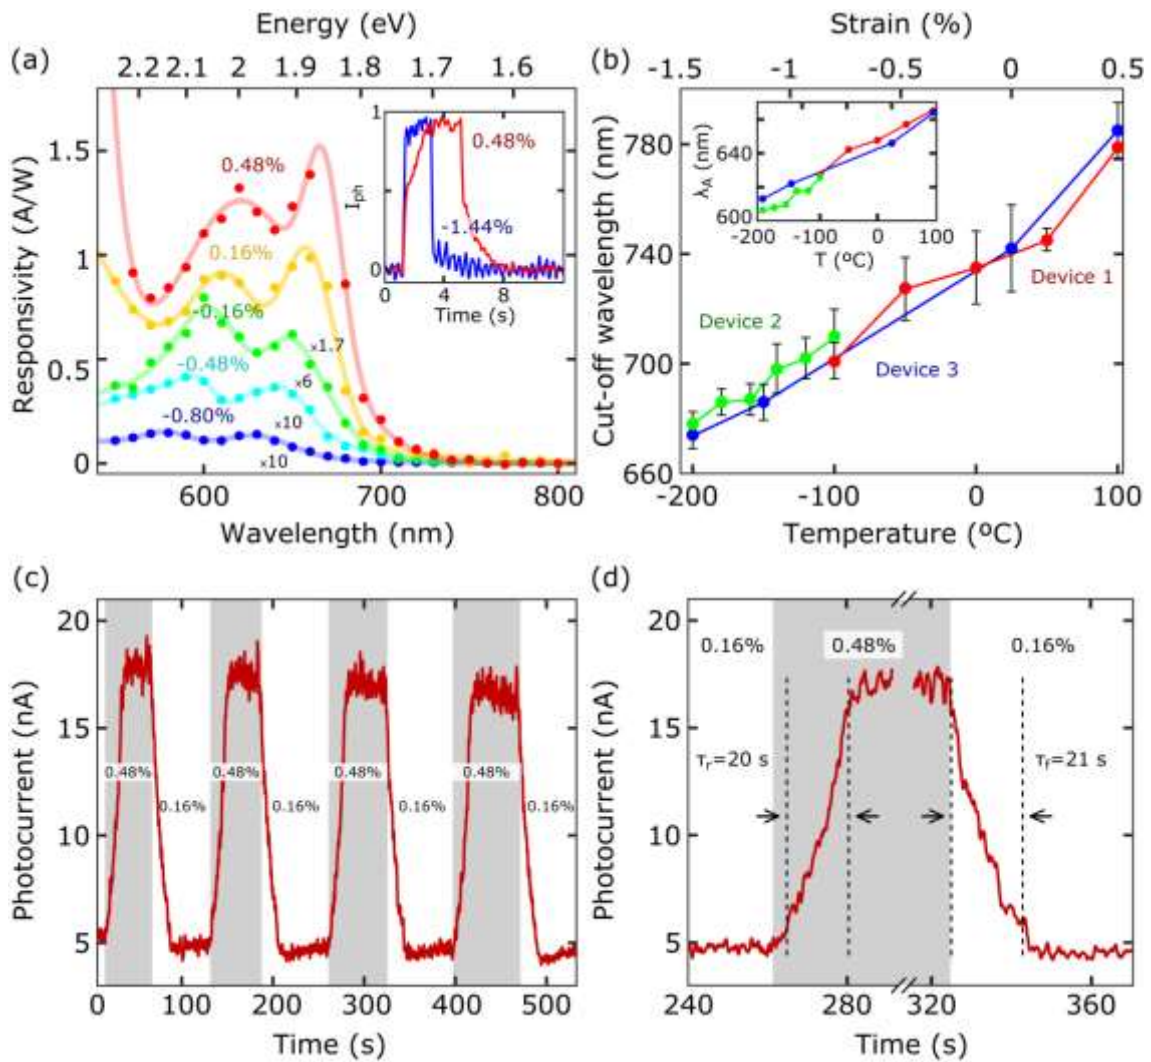 Energy (eV)
(a)
2.2 2.1 2 1.9 1.8 1.7 1.6
Responsivity (A/W)
1.5
1
0.5
0
0.48%
0.16%
-0.16%
-0.48%
-0.80%
×1.7
×6
×10
×10
1
0
I_ph
0.48%
-1.44%
0 4 8
Time (s)
600 700 800
Wavelength (nm)
Strain (%)
(b)
-1.5 -1 -0.5 0 0.5
Cut-off wavelength (nm)
780
740
700
660
λ_A (nm)
640
600
-200 -100 0 100
T (ºC)
Device 1
Device 2
Device 3
-200 -100 0 100
Temperature (ºC)
(c)
Photocurrent (nA)
20
15
10
5
0.48% 0.48% 0.48% 0.48%
0.16% 0.16% 0.16% 0.16%
0 100 200 300 400 500
Time (s)
(d)
Photocurrent (nA)
20
15
10
5
0.16% 0.48% 0.16%
τr=20 s τf=21 s
240 280 320 360
Time (s)